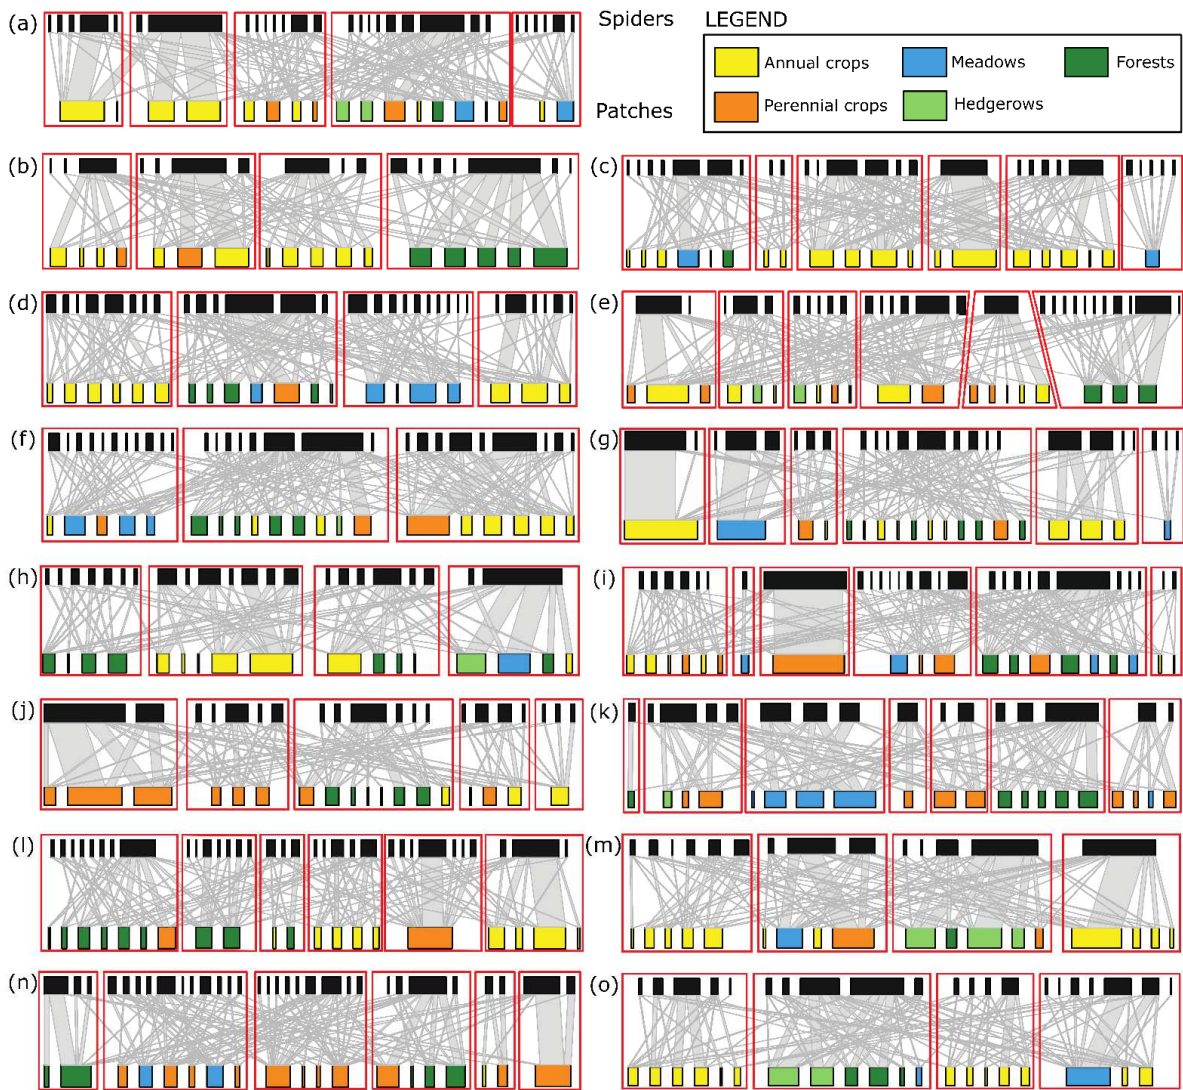 (a)
Spiders
LEGEND
Annual crops
Meadows
Forests
Patches
Perennial crops
Hedgerows
(b)
(c)
(d)
(e)
(f)
(g)
(h)
(i)
(j)
(k)
(l)
(m)
(n)
(o)